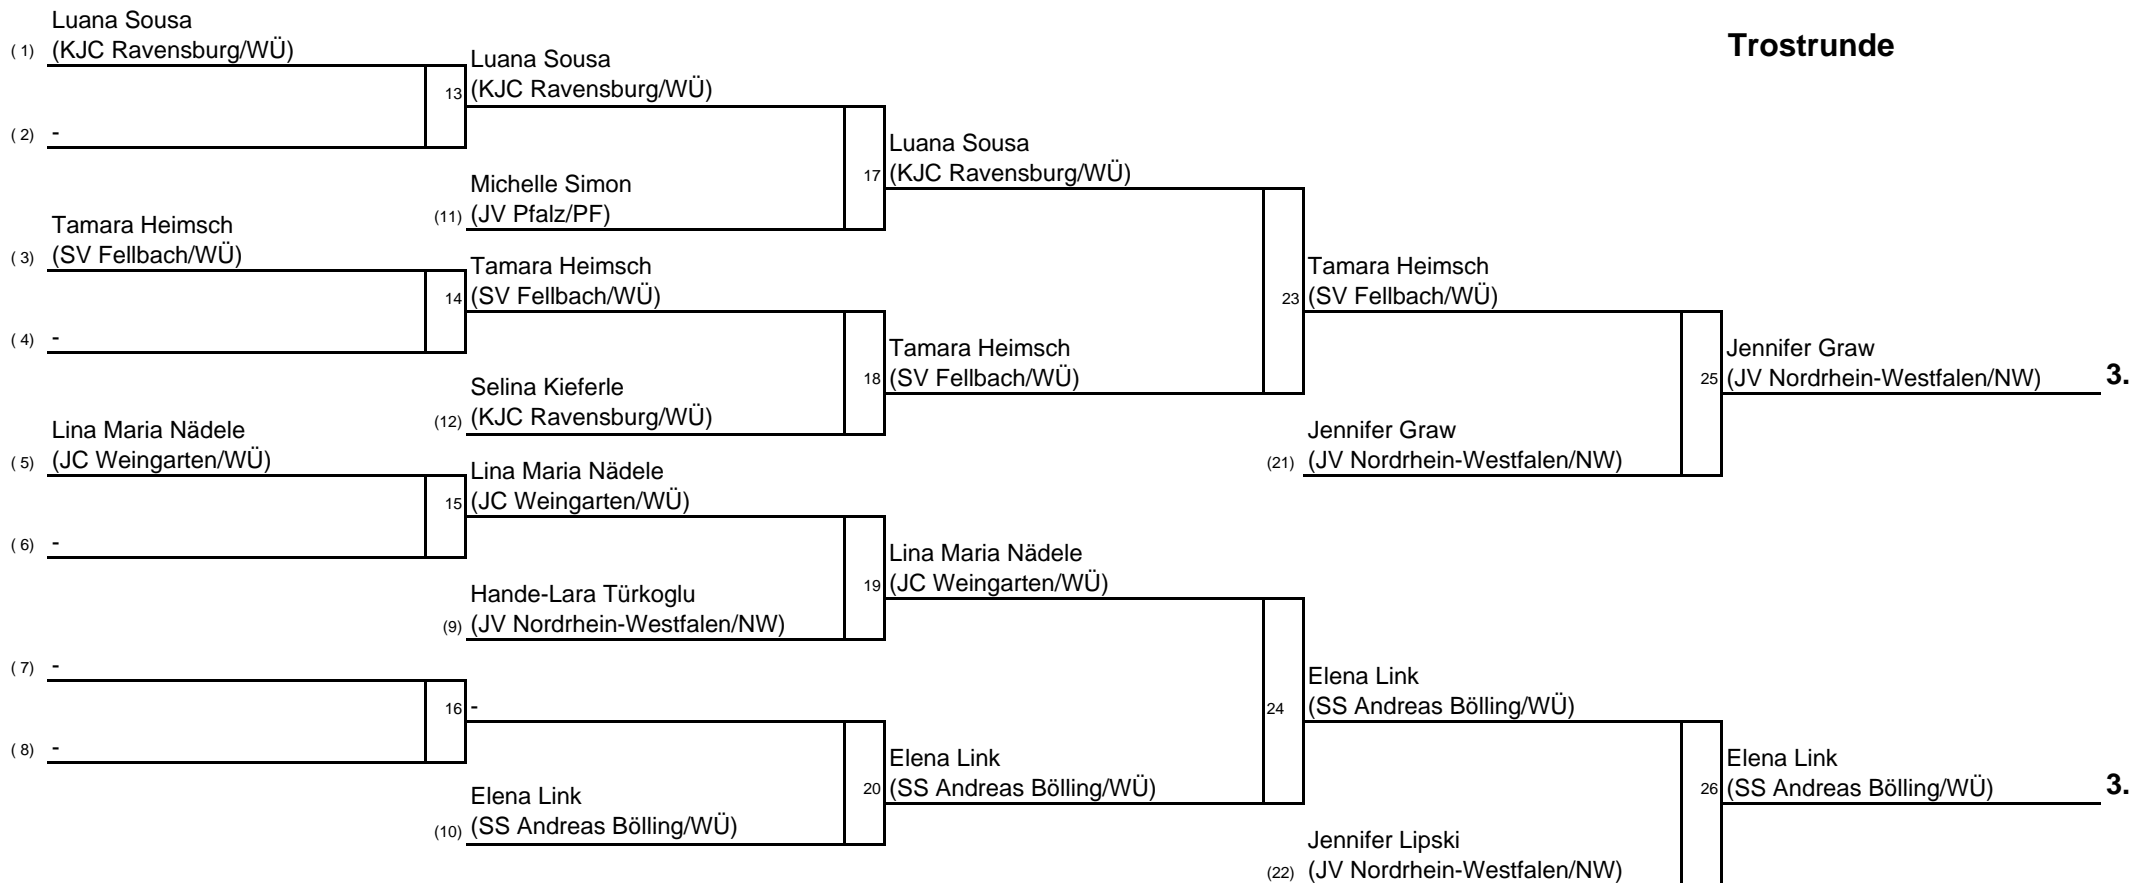 Luana Sousa
( 1) (KJC Ravensburg/WÜ)
Trostrunde
Luana Sousa
13 (KJC Ravensburg/WÜ)
( 2) -
Luana Sousa
17 (KJC Ravensburg/WÜ)
Michelle Simon
(11) (JV Pfalz/PF)
Tamara Heimsch
( 3) (SV Fellbach/WÜ)
Tamara Heimsch
14 (SV Fellbach/WÜ)
Tamara Heimsch
23 (SV Fellbach/WÜ)
( 4) -
Tamara Heimsch
18 (SV Fellbach/WÜ)
Jennifer Graw
25 (JV Nordrhein-Westfalen/NW) 3.
Selina Kieferle
(12) (KJC Ravensburg/WÜ)
Lina Maria Nädele
( 5) (JC Weingarten/WÜ)
Jennifer Graw
(21) (JV Nordrhein-Westfalen/NW)
Lina Maria Nädele
15 (JC Weingarten/WÜ)
( 6) -
Lina Maria Nädele
19 (JC Weingarten/WÜ)
Hande-Lara Türkoglu
(9) (JV Nordrhein-Westfalen/NW)
( 7) -
Elena Link
24 (SS Andreas Bölling/WÜ)
16 -
( 8) -
Elena Link
20 (SS Andreas Bölling/WÜ)
Elena Link
26 (SS Andreas Bölling/WÜ) 3.
Elena Link
(10) (SS Andreas Bölling/WÜ)
Jennifer Lipski
(22) (JV Nordrhein-Westfalen/NW)